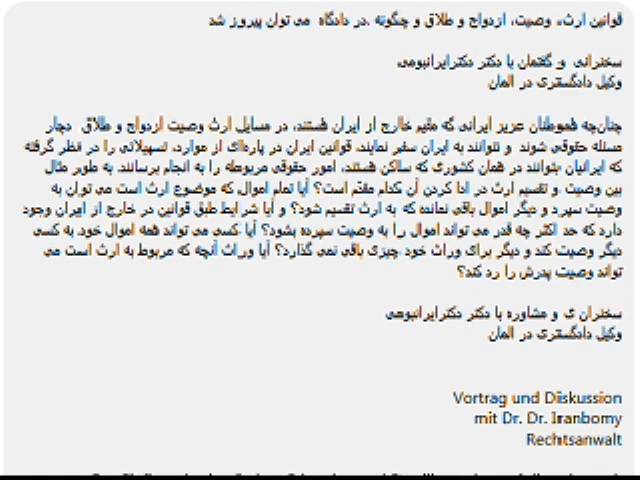 قوانین ارث، وصیت، ازدواج و طلاق و چگونه .در دادگاه می توان پیروز شد
سخنرانی و گفتمان با دکتر دکترایرانبومی
وکیل دادگستری در المان
چنانچه هموطنان عزیز ایرانی که مقیم خارج از ایران هستند، در مسایل ارث وصیت ازدواج و طلاق دچار
مسئله حقوقی شوند و نتوانند به ایران سفر نمایند، قوانین ایران در پاره‌ای از موارد، تسهیلاتی را در نظر گرفته
که ایرانیان بتوانند در همان کشوری که ساکن هستند، امور حقوقی مربوطه را به انجام برسانند. به طور مثال
بین وصیت و تقسیم ارث در ادا کردن آن کدام مقدم است؟ آیا تمام اموال که موضوع ارث است می توان به
وصیت سپرد و دیگر اموال باقی نمانده که به ارث تقسیم شود؟ و آیا شرایط طبق قوانین در خارج از ایران وجود
دارد که حد اکثر چه قدر می تواند اموال را به وصیت سپرده بشود؟ آیا کسی می تواند همه اموال خود به کسی
دیگر وصیت کند و دیگر برای وراث خود چیزی باقی نمی گذارد؟ آیا وراث آنچه که مربوط به ارث است می
تواند وصیت پدرش را رد کند؟
سخنران ی و مشاوره با دکتر دکترایرانبومی
وکیل دادگستری در المان
Vortrag und Diskussion
mit Dr. Dr. Iranbomy
Rechtsanwalt